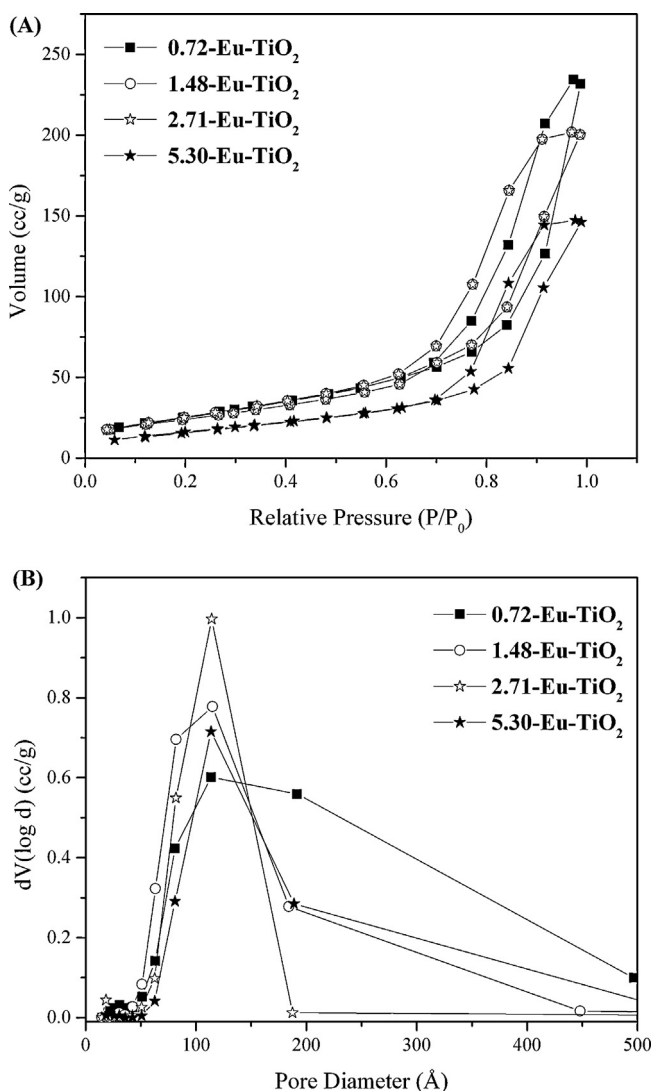 (A)
0.72-Eu-TiO₂
1.48-Eu-TiO₂
2.71-Eu-TiO₂
5.30-Eu-TiO₂
250
200
150
100
50
0
Volume (cc/g)
0.0 0.2 0.4 0.6 0.8 1.0
Relative Pressure (P/P₀)
(B)
0.72-Eu-TiO₂
1.48-Eu-TiO₂
2.71-Eu-TiO₂
5.30-Eu-TiO₂
1.0
0.8
0.6
0.4
0.2
0.0
dV(log d) (cc/g)
0 100 200 300 400 500
Pore Diameter (Å)